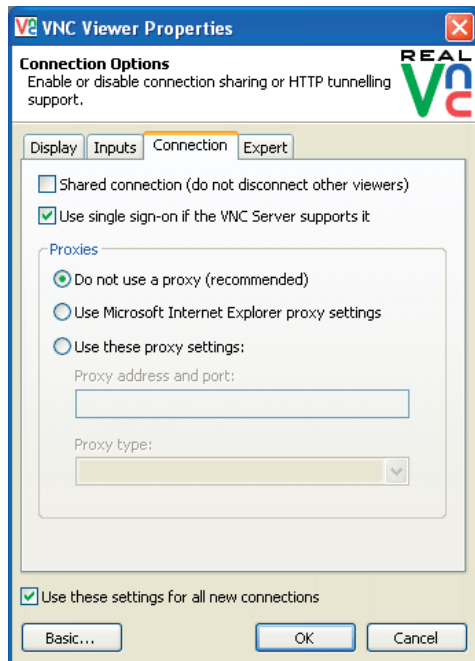 VNC Viewer Properties
Connection Options
Enable or disable connection sharing or HTTP tunnelling
support.
REAL
VNC
Display Inputs Connection Expert
Shared connection (do not disconnect other viewers)
Use single sign-on if the VNC Server supports it
Proxies
Do not use a proxy (recommended)
Use Microsoft Internet Explorer proxy settings
Use these proxy settings:
Proxy address and port:
Proxy type:
Use these settings for all new connections
Basic... OK Cancel